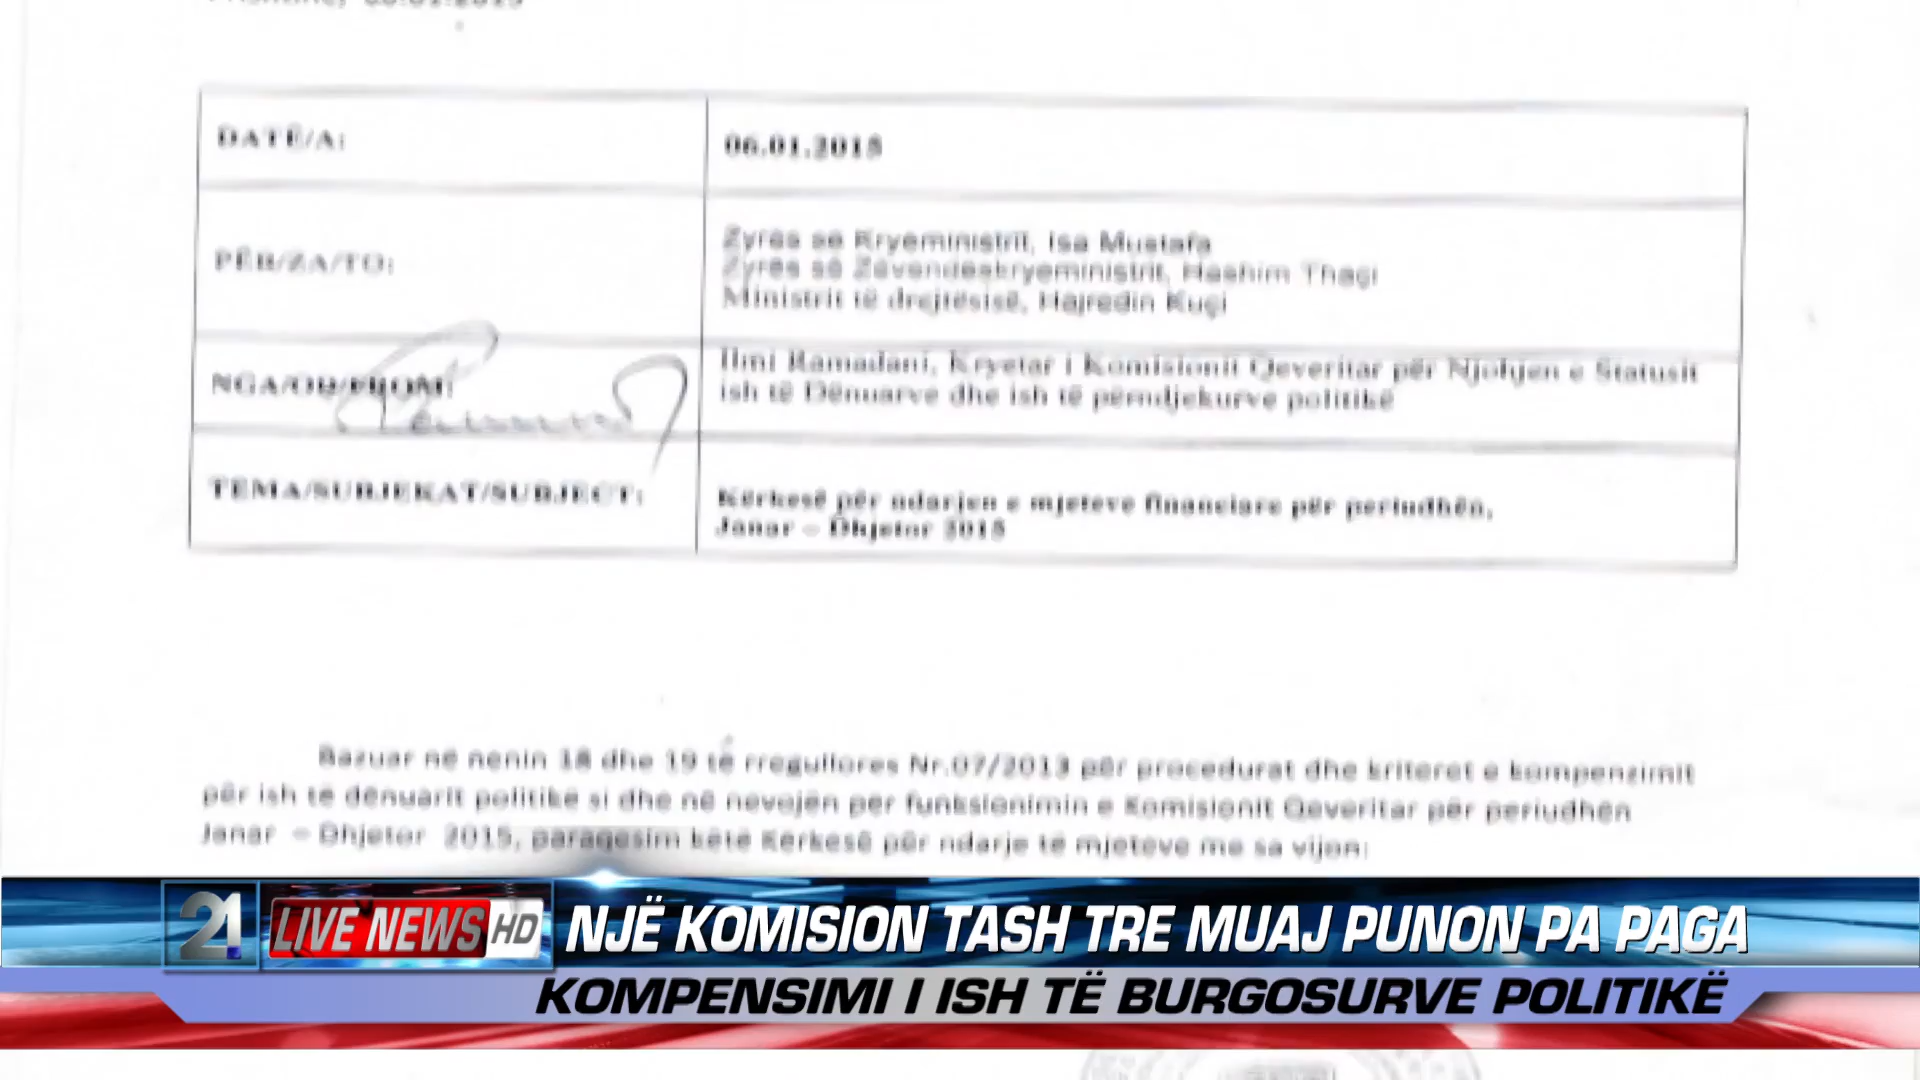 06.01.2015
DATË/A:
06.01.2015
PËR/ZA/TO:
Zyrës së Kryeministrit, Isa Mustafa
Zyrës së Zëvendëskryeministrit, Hashim Thaçi
Ministrit të drejtësisë, Hajredin Kuçi
NGA/OD/FROM:
Ilmi Ramadani, Kryetar i Komisionit Qeveritar për Njohjen e Statusit
ish të Dënuarve dhe ish të përndjekurve politikë
TEMA/SUBJEKAT/SUBJECT:
Kërkesë për ndarjen e mjeteve financiare për periudhën,
Janar – Dhjetor 2015
Bazuar në nenin 18 dhe 19 të rregullores Nr.07/2013 për procedurat dhe kriteret e kompenzimit
për ish të dënuarit politikë si dhe në nevojën për funksionimin e Komisionit Qeveritar për periudhën
Janar – Dhjetor 2015, paraqesim këtë Kërkesë për ndarje të mjeteve me sa vijon:
21 LIVE NEWS HD NJË KOMISION TASH TRE MUAJ PUNON PA PAGA
KOMPENSIMI I ISH TË BURGOSURVE POLITIKË